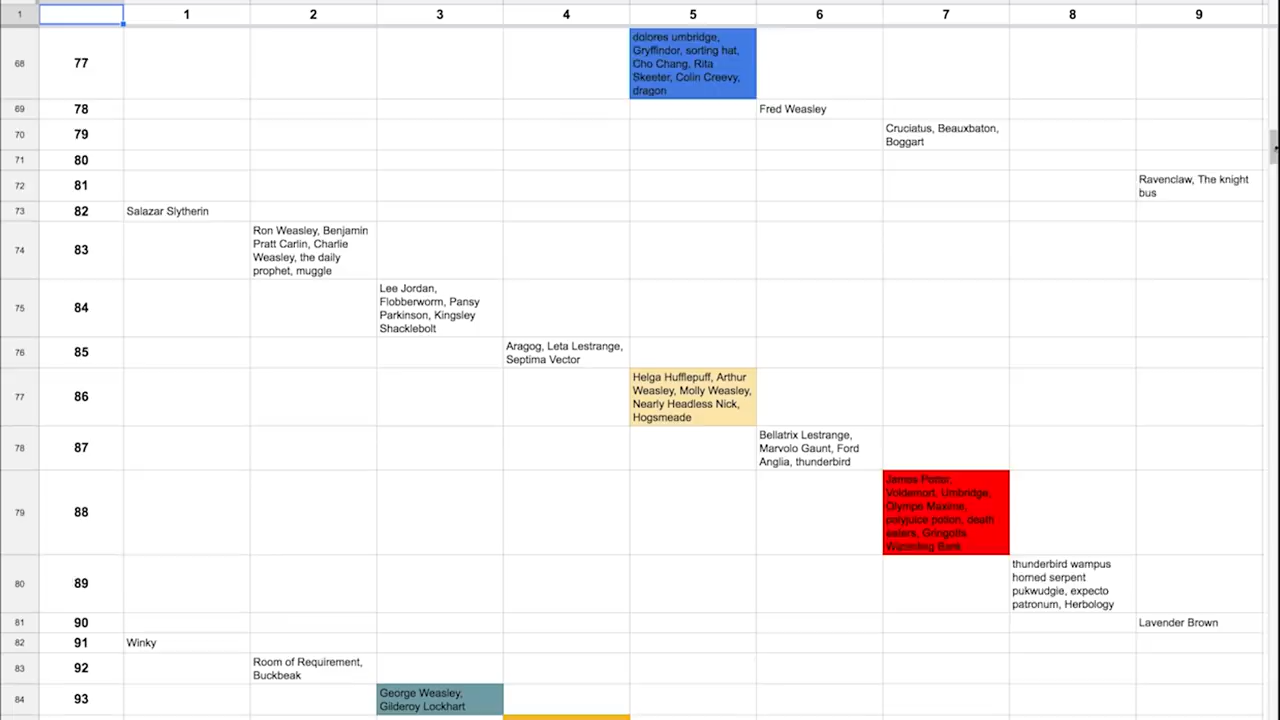 1 1 2 3 4 5 6 7 8 9
68 77
dolores umbridge,
Gryffindor, sorting hat,
Cho Chang, Rita
Skeeter, Colin Creevy,
dragon
69 78 Fred Weasley
70 79
Cruciatus, Beauxbaton,
Boggart
71 80
72 81
Ravenclaw, The knight
bus
73 82 Salazar Slytherin
74 83
Ron Weasley, Benjamin
Pratt Carlin, Charlie
Weasley, the daily
prophet, muggle
75 84
Lee Jordan,
Flobberworm, Pansy
Parkinson, Kingsley
Shacklebolt
76 85
Aragog, Leta Lestrange,
Septima Vector
77 86
Helga Hufflepuff, Arthur
Weasley, Molly Weasley,
Nearly Headless Nick,
Hogsmeade
78 87
Bellatrix Lestrange,
Marvolo Gaunt, Ford
Anglia, thunderbird
79 88
James Potter,
Voldemort, Umbridge,
Olympe Maxime,
polyjuice potion, death
eaters, Gringotts
Wizarding Bank
80 89
thunderbird wampus
horned serpent
pukwudgie, expecto
patronum, Herbology
81 90 Lavender Brown
82 91 Winky
83 92
Room of Requirement,
Buckbeak
84 93
George Weasley,
Gilderoy Lockhart